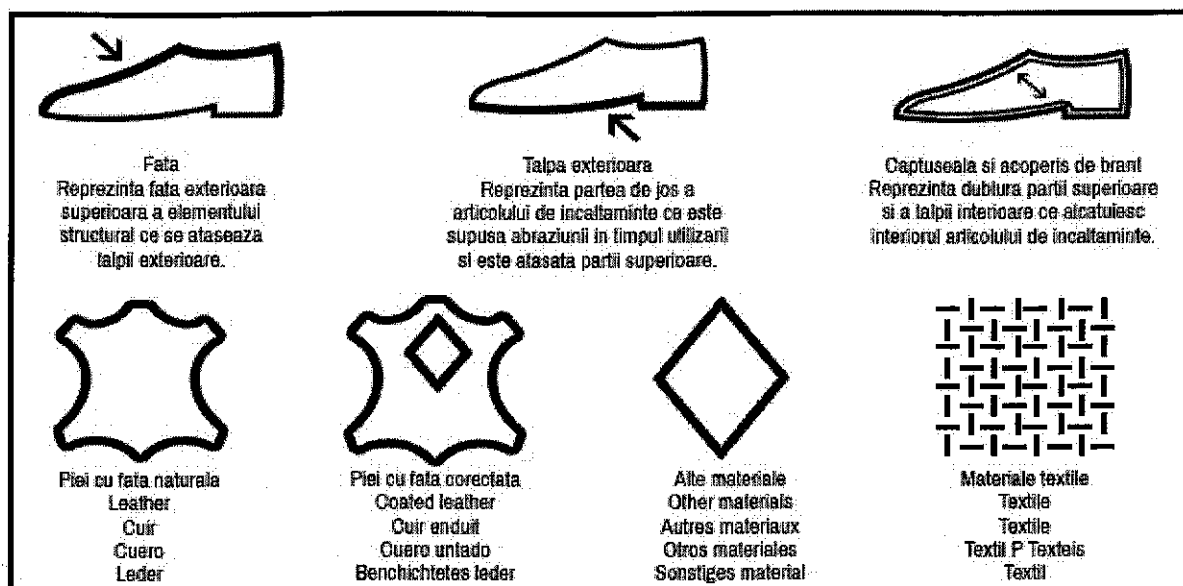 Fata
Reprezinta fata exterioara
superioara a elementului
structural ce se ataseaza
talpii exterioare.
Talpa exterioara
Reprezinta partea de jos a
articolului de incaltaminte ce este
supusa abraziunii in timpul utilizarii
si este atasata partii superioare.
Captuseala si acoperis de brant
Reprezinta dublura partii superioare
si a talpii interioare ce alcatuiesc
interiorul articolului de incaltaminte.
Piei cu fata naturala
Leather
Cuir
Cuero
Leder
Piei cu fata corectata
Coated leather
Cuir enduit
Cuero untado
Benchichtetes leder
Alte materiale
Other materials
Autres materiaux
Otros materiales
Sonstiges material
Materiale textile
Textile
Textile
Textil P Texteis
Textil